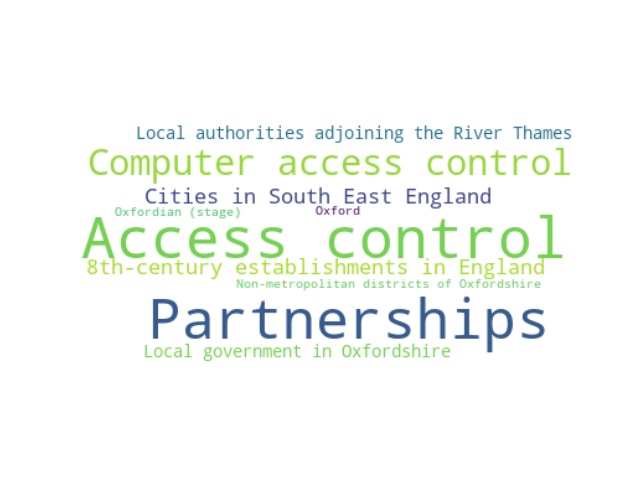 Local authorities adjoining the River Thames
Computer access control
Cities in South East England
Oxfordian (stage) Oxford
Access control
8th-century establishments in England
Non-metropolitan districts of Oxfordshire
Partnerships
Local government in Oxfordshire